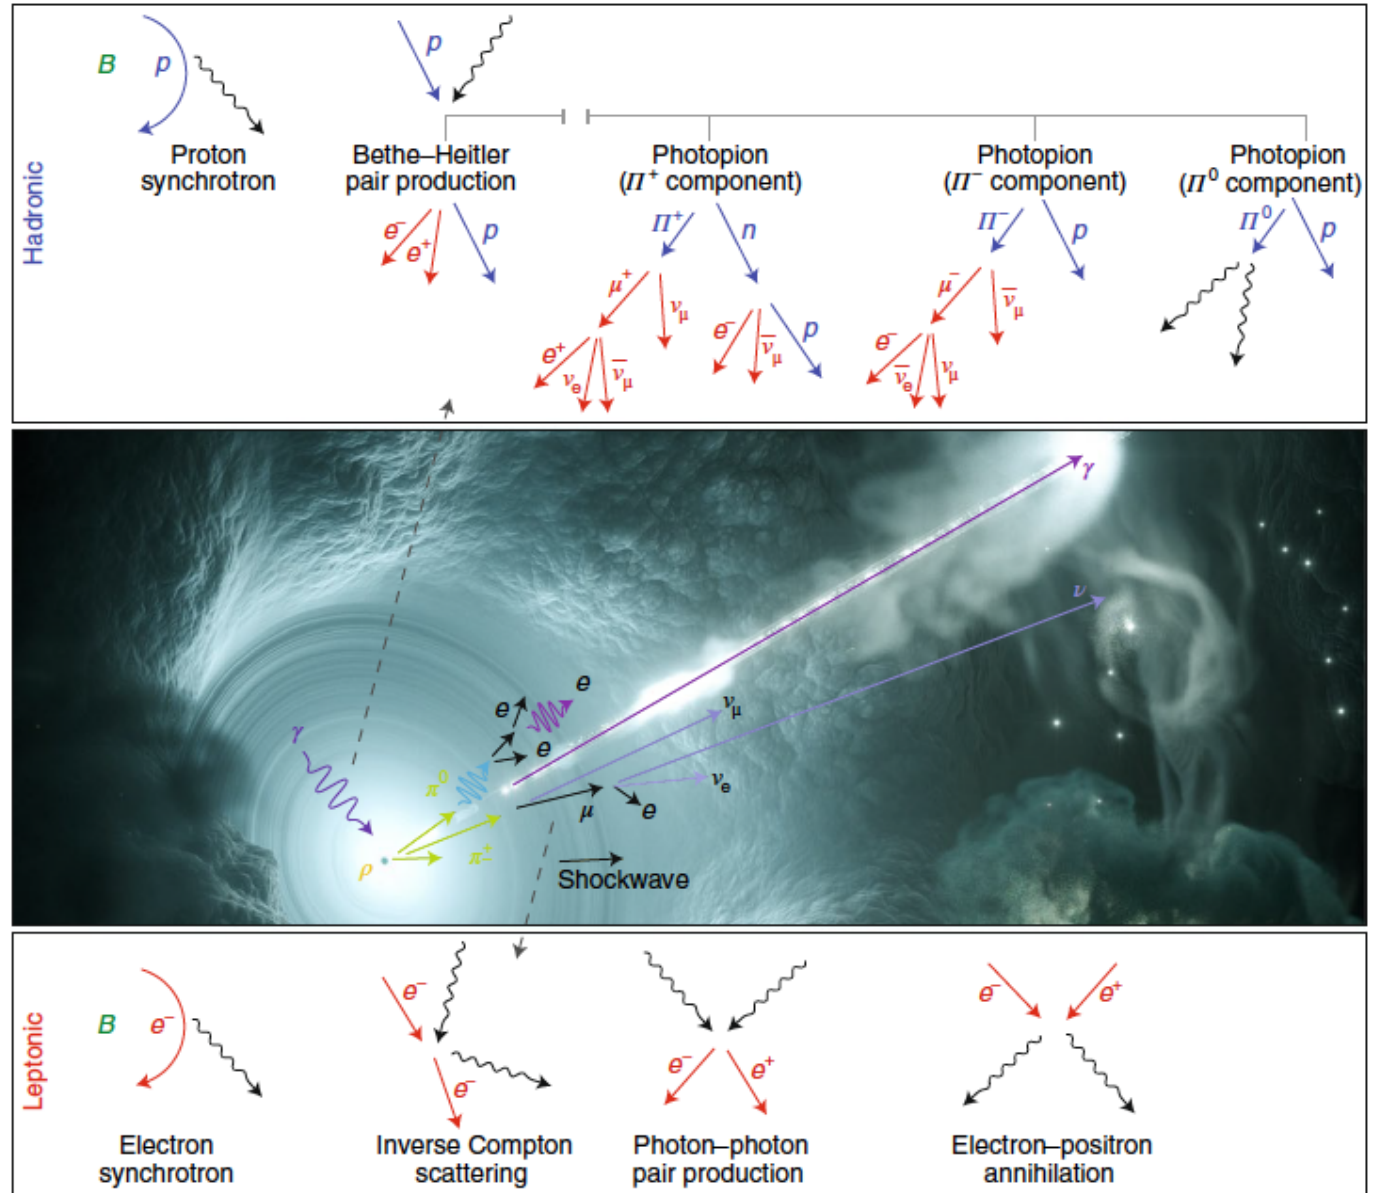 Hadronic
B
p
p
Proton
synchrotron
Bethe–Heitler
pair production
Photopion
(Π⁺ component)
Photopion
(Π⁻ component)
Photopion
(Π⁰ component)
e⁻
e⁺
p
Π⁺
n
μ⁺
ν_μ
e⁺
ν_e
ν̅_μ
e⁻
ν̅_μ
p
Π⁻
p
μ⁻
ν̅_μ
e⁻
ν̅_e
ν_μ
Π⁰
p
γ
ν
e
e
e
ν_μ
γ
π⁰
ν_e
μ
e
ρ
π±
Shockwave
Leptonic
B
e⁻
e⁻
e⁻
e⁻
e⁺
e⁻
e⁺
Electron
synchrotron
Inverse Compton
scattering
Photon–photon
pair production
Electron–positron
annihilation